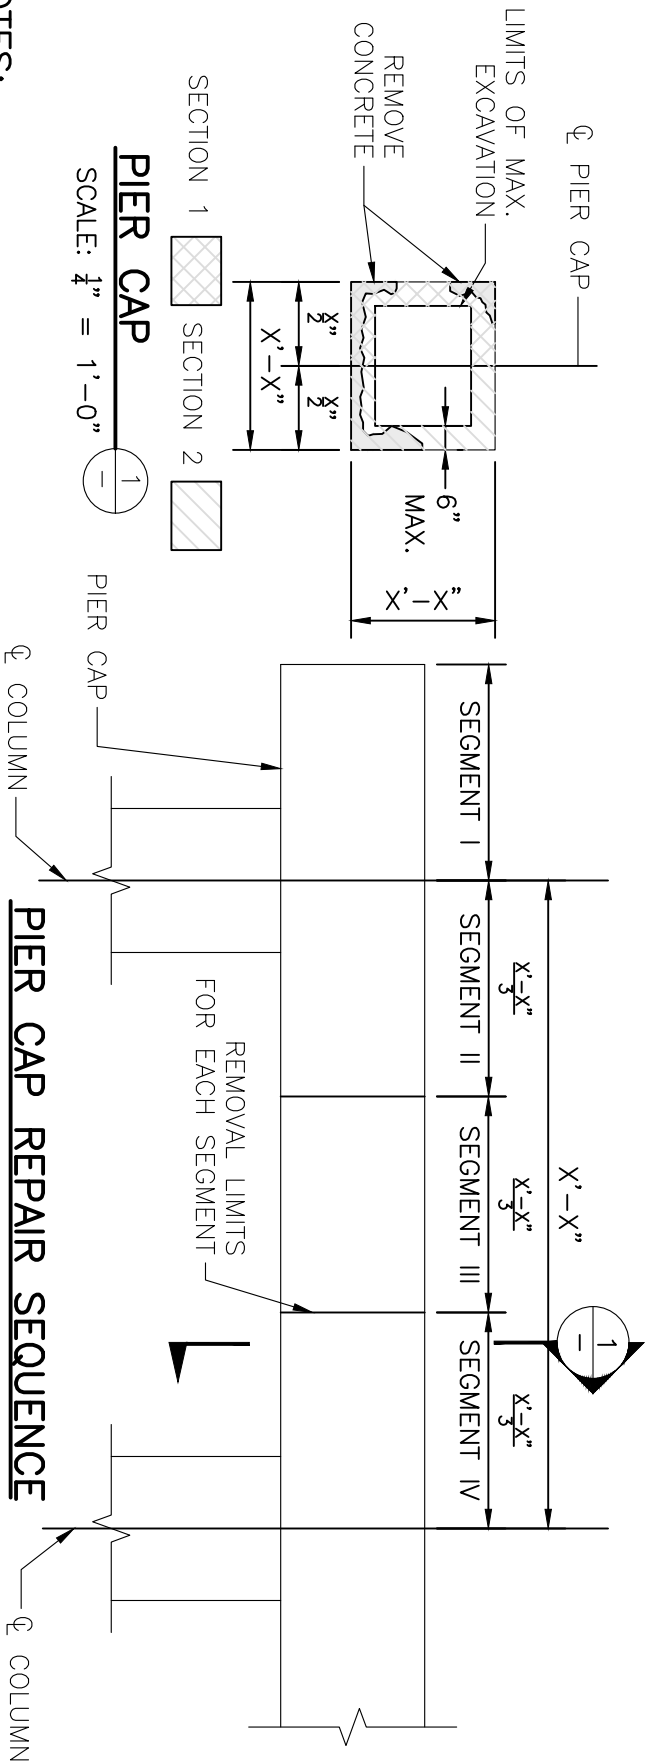 ℄ PIER CAP
LIMITS OF MAX.
EXCAVATION
REMOVE
CONCRETE
6"
MAX.
X'-X"
X"/2
X"/2
X'-X"
SECTION 1
SECTION 2
PIER CAP
SCALE: 1/4" = 1'-0"
1
-
1
-
X'-X"
X'-X"/3
X'-X"/3
X'-X"/3
SEGMENT I
SEGMENT II
SEGMENT III
SEGMENT IV
REMOVAL LIMITS
FOR EACH SEGMENT
PIER CAP
℄ COLUMN
℄ COLUMN
PIER CAP REPAIR SEQUENCE